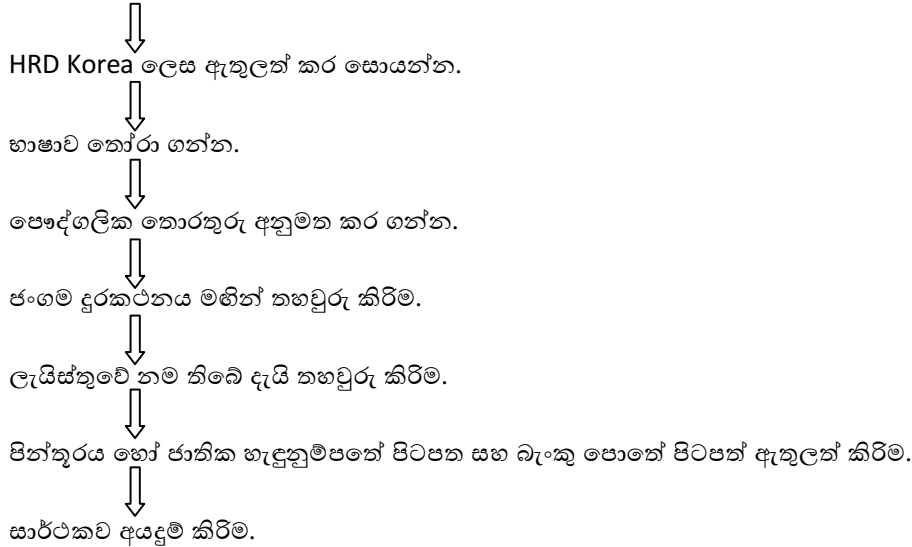 HRD Korea ලෙස ඇතුලත් කර සොයන්න.
භාෂාව තෝරා ගන්න.
පෞද්ගලික තොරතුරු අනුමත කර ගන්න.
ජංගම දුරකථනය මඟින් තහවුරු කිරිම.
ලැයිස්තුවේ නම තිබේ දැයි තහවුරු කිරිම.
පින්තූරය හෝ ජාතික හැඳුනුම්පතේ පිටපත සහ බැංකු පොතේ පිටපත් ඇතුලත් කිරිම.
සාර්ථකව අයදුම් කිරිම.